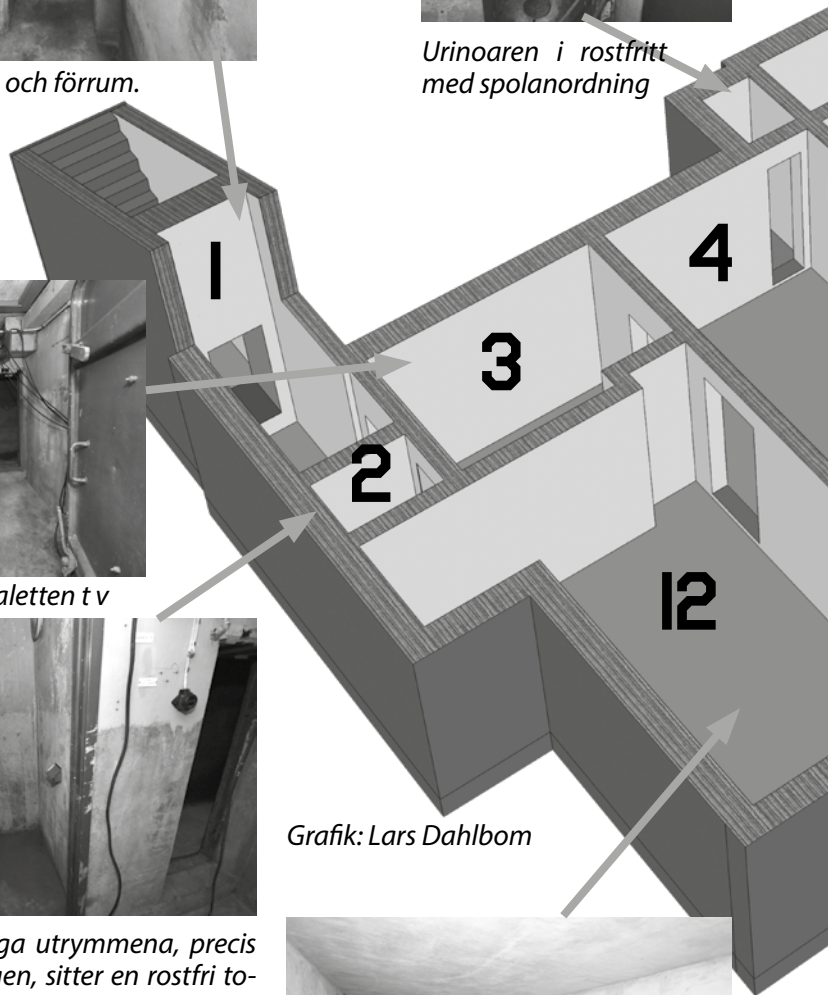 och förrum.
Urinoaren i rostfritt
med spolanordning
1
4
3
2
aletten t v
12
Grafik: Lars Dahlbom
ga utrymmena, precis
en, sitter en rostfri to-